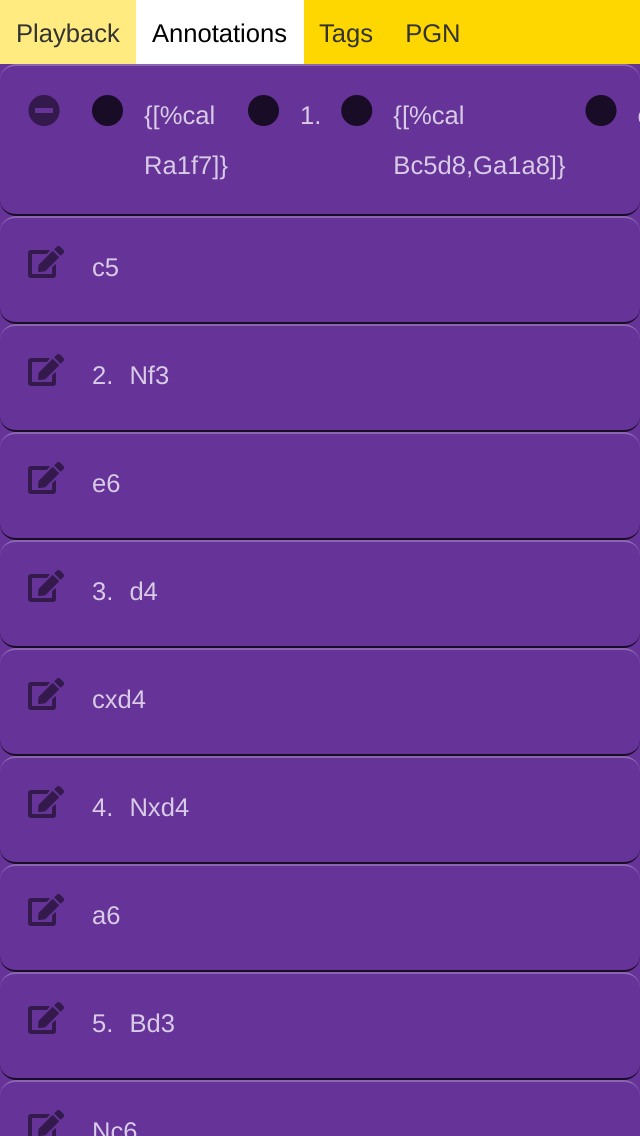 Playback Annotations Tags PGN
{[%cal 1. {[%cal
Ra1f7]} Bc5d8,Ga1a8]}
c5
2. Nf3
e6
3. d4
cxd4
4. Nxd4
a6
5. Bd3
Nc6